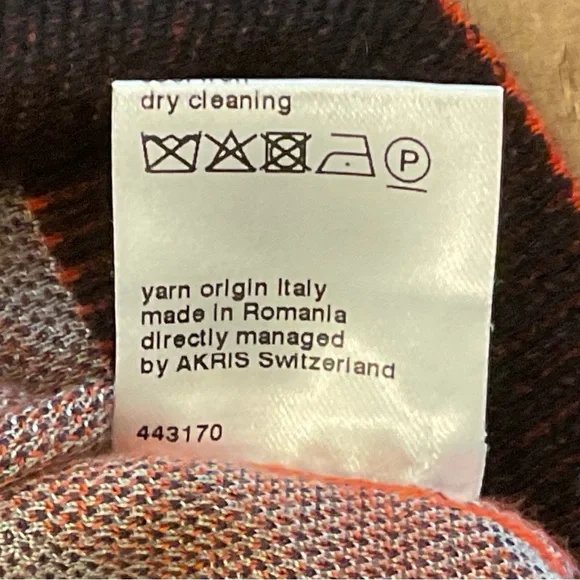 dry cleaning
P
yarn origin Italy
made in Romania
directly managed
by AKRIS Switzerland
443170